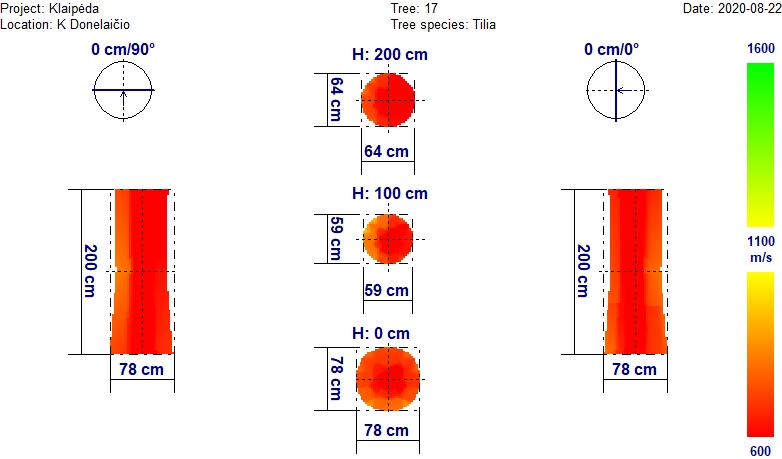 Project: Klaipėda
Tree: 17
Date: 2020-08-22
Location: K Donelaičio
Tree species: Tilia
0 cm/90°
H: 200 cm
0 cm/0°
1600
64 cm
64 cm
H: 100 cm
59 cm
59 cm
200 cm
200 cm
1100
m/s
H: 0 cm
78 cm
78 cm
78 cm
78 cm
600